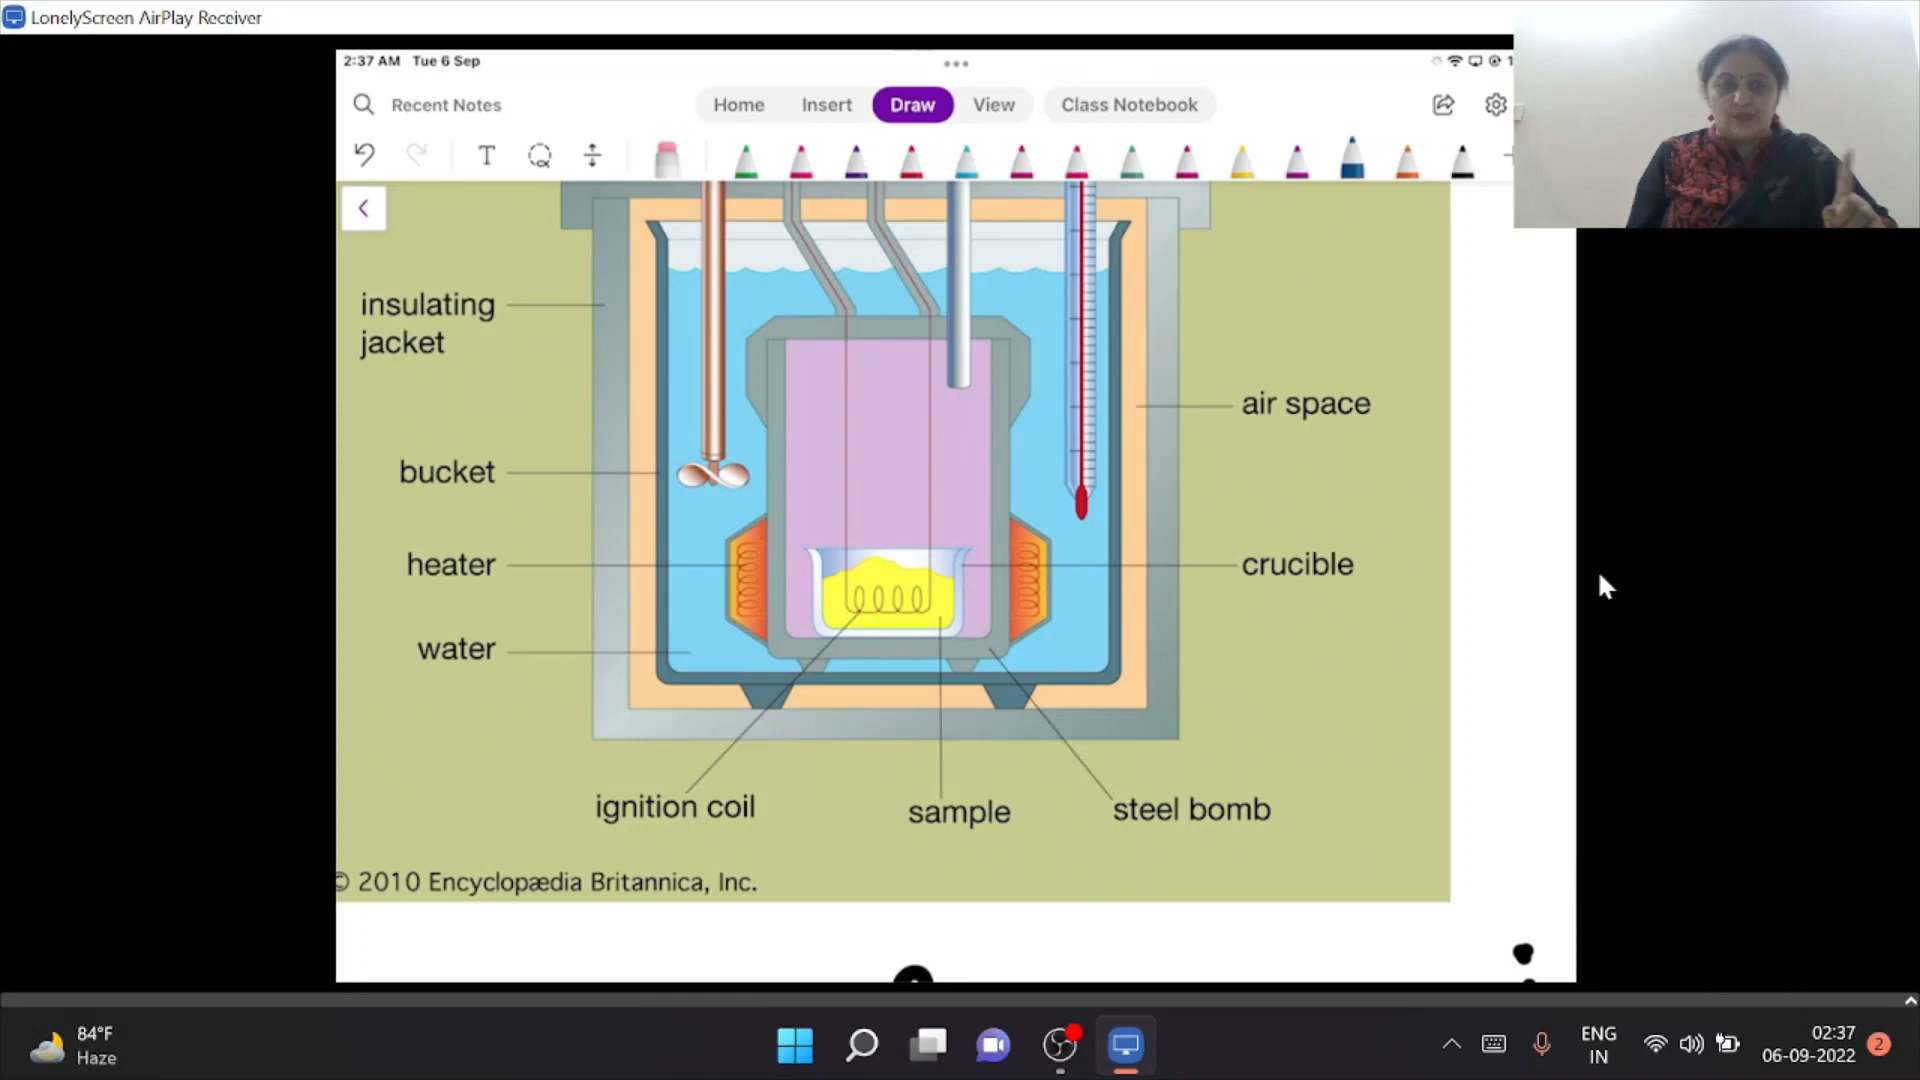 LonelyScreen AirPlay Receiver
2:37 AM Tue 6 Sep
Recent Notes
Home Insert Draw View Class Notebook
T
insulating
jacket
air space
bucket
heater
crucible
water
ignition coil
sample
steel bomb
© 2010 Encyclopædia Britannica, Inc.
84°F
Haze
ENG
IN
02:37
06-09-2022
2